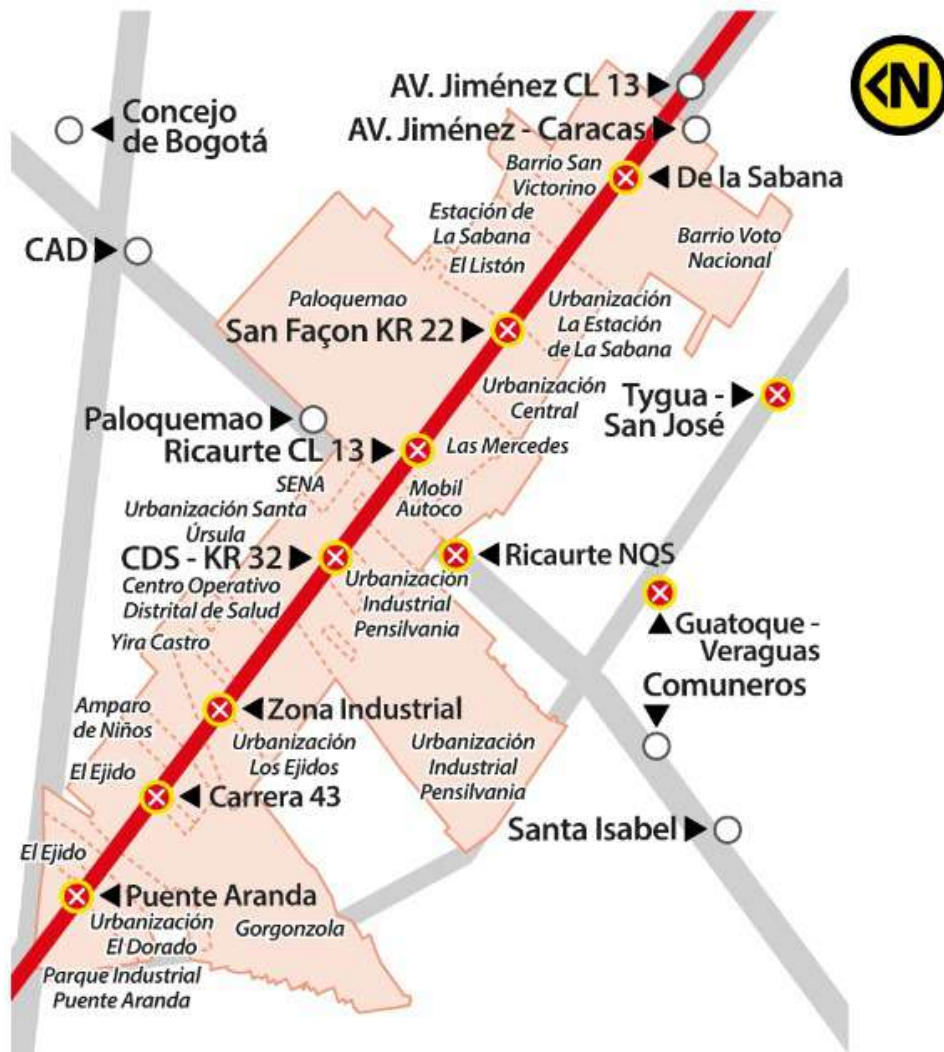 N
AV. Jiménez CL 13
Concejo
de Bogotá
AV. Jiménez - Caracas
Barrio San
Victorino
De la Sabana
Estación de
La Sabana
Barrio Voto
Nacional
CAD
El Listón
Paloquemao
Urbanización
La Estación
de La Sabana
San Façon KR 22
Urbanización
Central
Tygua -
San José
Paloquemao
Ricaurte CL 13
Las Mercedes
SENA
Mobil
Autoco
Urbanización Santa
Úrsula
CDS - KR 32
Ricaurte NQS
Centro Operativo
Distrital de Salud
Urbanización
Industrial
Pensilvania
Yira Castro
Guatoque -
Veraguas
Comuneros
Amparo
de Niños
Zona Industrial
Urbanización
Los Ejidos
Urbanización
Industrial
Pensilvania
El Ejido
Carrera 43
Santa Isabel
El Ejido
Puente Aranda
Urbanización
El Dorado
Gorgonzola
Parque Industrial
Puente Aranda